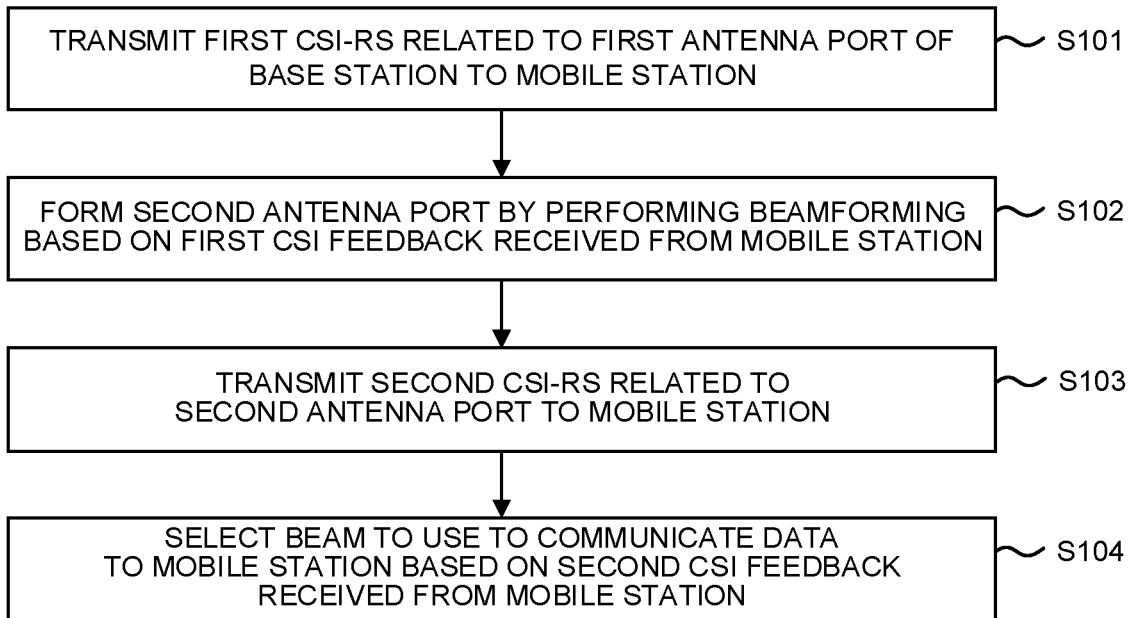 TRANSMIT FIRST CSI-RS RELATED TO FIRST ANTENNA PORT OF
BASE STATION TO MOBILE STATION
S101
FORM SECOND ANTENNA PORT BY PERFORMING BEAMFORMING
BASED ON FIRST CSI FEEDBACK RECEIVED FROM MOBILE STATION
S102
TRANSMIT SECOND CSI-RS RELATED TO
SECOND ANTENNA PORT TO MOBILE STATION
S103
SELECT BEAM TO USE TO COMMUNICATE DATA
TO MOBILE STATION BASED ON SECOND CSI FEEDBACK
RECEIVED FROM MOBILE STATION
S104